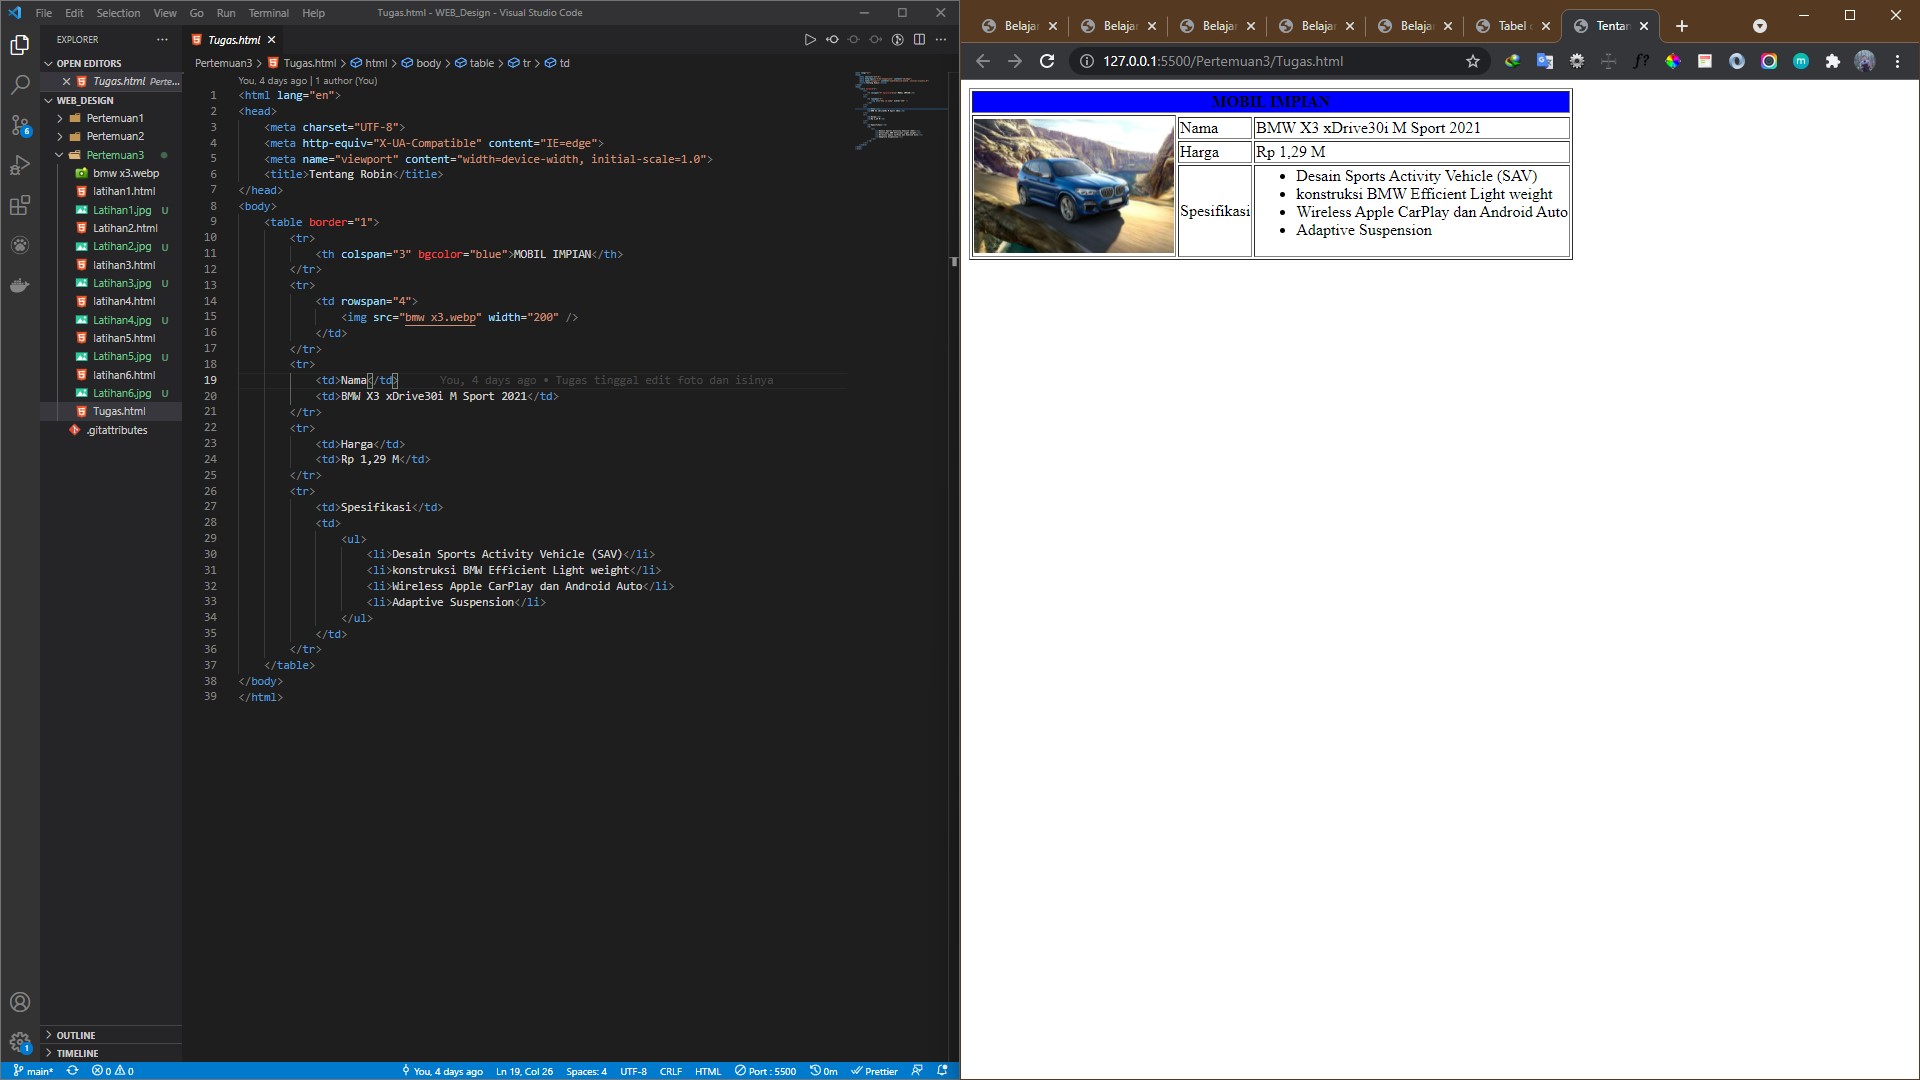 File Edit Selection View Go Run Terminal Help Tugas.html - WEB_Design - Visual Studio Code
EXPLORER
OPEN EDITORS
Tugas.html Perte...
WEB_DESIGN
Pertemuan1
Pertemuan2
Pertemuan3
bmw x3.webp
latihan1.html
Latihan1.jpg U
Latihan2.html
Latihan2.jpg U
latihan3.html
Latihan3.jpg U
latihan4.html
Latihan4.jpg U
latihan5.html
Latihan5.jpg U
latihan6.html
Latihan6.jpg U
Tugas.html
.gitattributes
OUTLINE
TIMELINE
6
1
Tugas.html
Pertemuan3 > Tugas.html > html > body > table > tr > td
You, 4 days ago | 1 author (You)
1 <html lang="en">
2 <head>
3 <meta charset="UTF-8">
4 <meta http-equiv="X-UA-Compatible" content="IE=edge">
5 <meta name="viewport" content="width=device-width, initial-scale=1.0">
6 <title>Tentang Robin</title>
7 </head>
8 <body>
9 <table border="1">
10 <tr>
11 <th colspan="3" bgcolor="blue">MOBIL IMPIAN</th>
12 </tr>
13 <tr>
14 <td rowspan="4">
15 <img src="bmw x3.webp" width="200" />
16 </td>
17 </tr>
18 <tr>
19 <td>Nama</td> You, 4 days ago • Tugas tinggal edit foto dan isinya
20 <td>BMW X3 xDrive30i M Sport 2021</td>
21 </tr>
22 <tr>
23 <td>Harga</td>
24 <td>Rp 1,29 M</td>
25 </tr>
26 <tr>
27 <td>Spesifikasi</td>
28 <td>
29 <ul>
30 <li>Desain Sports Activity Vehicle (SAV)</li>
31 <li>konstruksi BMW Efficient Light weight</li>
32 <li>Wireless Apple CarPlay dan Android Auto</li>
33 <li>Adaptive Suspension</li>
34 </ul>
35 </td>
36 </tr>
37 </table>
38 </body>
39 </html>
main* 0 0 You, 4 days ago Ln 19, Col 26 Spaces: 4 UTF-8 CRLF HTML Port : 5500 0m Prettier
Belajar Belajar Belajar Belajar Belajar Tabel Tentan
127.0.0.1:5500/Pertemuan3/Tugas.html
MOBIL IMPIAN
Nama BMW X3 xDrive30i M Sport 2021
Harga Rp 1,29 M
Spesifikasi
• Desain Sports Activity Vehicle (SAV)
• konstruksi BMW Efficient Light weight
• Wireless Apple CarPlay dan Android Auto
• Adaptive Suspension